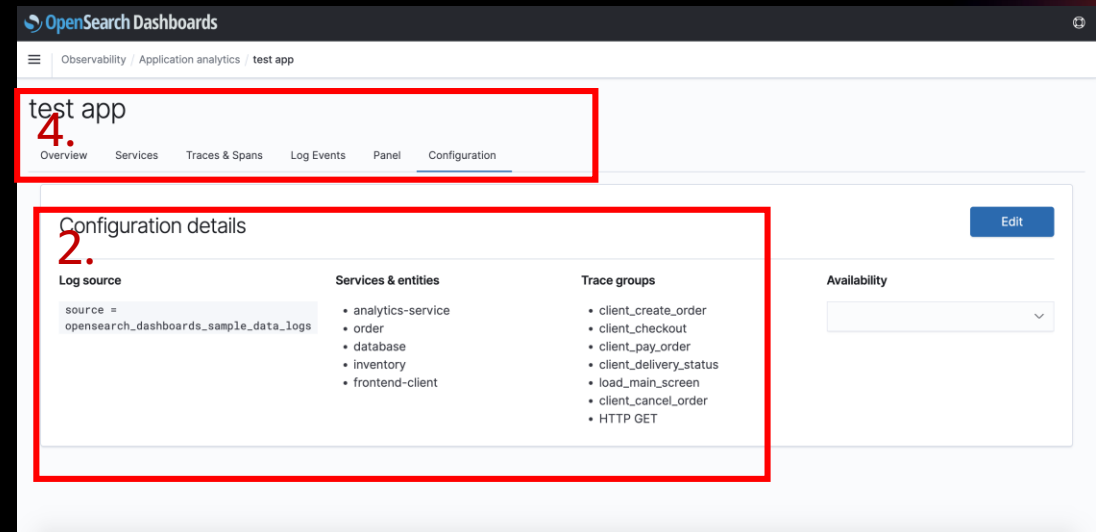 OpenSearch Dashboards
Observability / Application analytics / test app
test app
4.
Overview Services Traces & Spans Log Events Panel Configuration
Configuration details
Edit
2.
Log source Services & entities Trace groups Availability
source =
opensearch_dashboards_sample_data_logs
• analytics-service
• order
• database
• inventory
• frontend-client
• client_create_order
• client_checkout
• client_pay_order
• client_delivery_status
• load_main_screen
• client_cancel_order
• HTTP GET